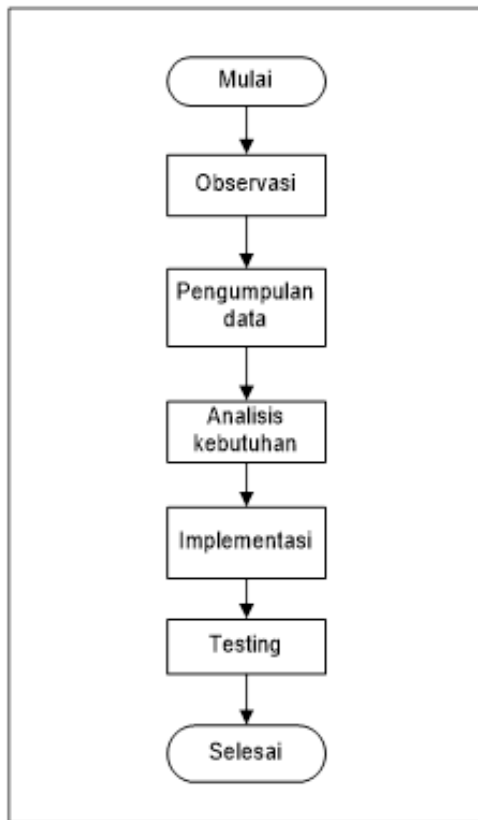 Mulai
Observasi
Pengumpulan
data
Analisis
kebutuhan
Implementasi
Testing
Selesai